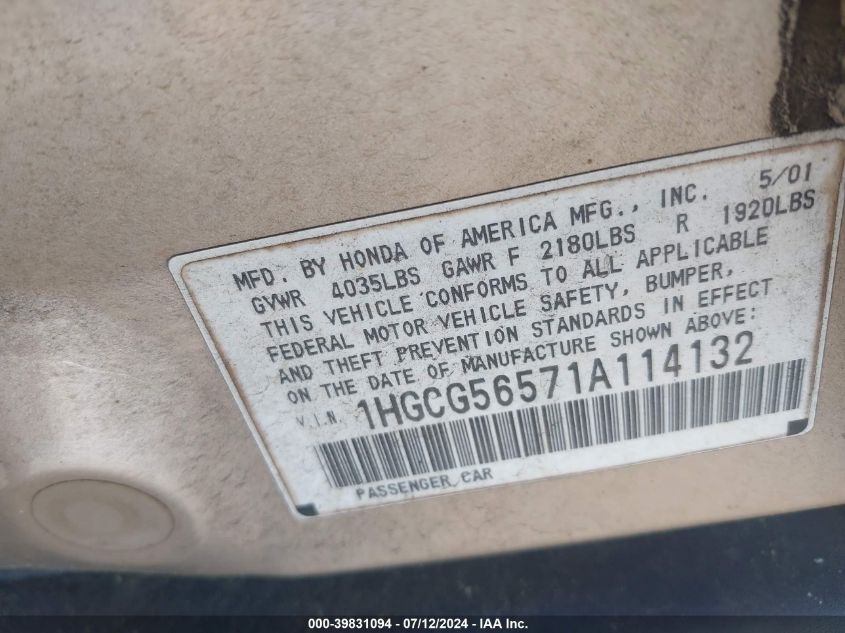 MFD. BY HONDA OF AMERICA MFG., INC. 5/01
GVWR 4035LBS GAWR F 2180LBS R 1920LBS
THIS VEHICLE CONFORMS TO ALL APPLICABLE
FEDERAL MOTOR VEHICLE SAFETY, BUMPER,
AND THEFT PREVENTION STANDARDS IN EFFECT
ON THE DATE OF MANUFACTURE SHOWN ABOVE:
V.I.N. 1HGCG56571A114132
PASSENGER CAR
000-39831094 - 07/12/2024 - IAA Inc.